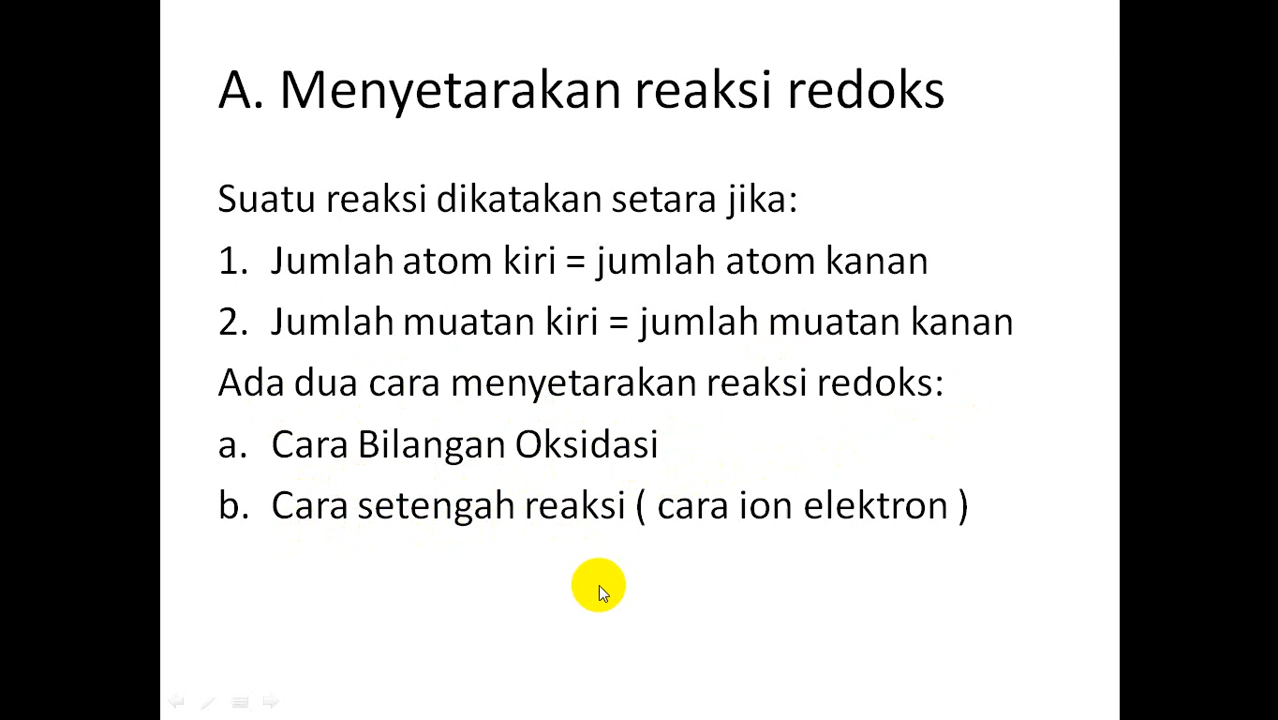 A. Menyetarakan reaksi redoks
Suatu reaksi dikatakan setara jika:
1. Jumlah atom kiri = jumlah atom kanan
2. Jumlah muatan kiri = jumlah muatan kanan
Ada dua cara menyetarakan reaksi redoks:
a. Cara Bilangan Oksidasi
b. Cara setengah reaksi ( cara ion elektron )